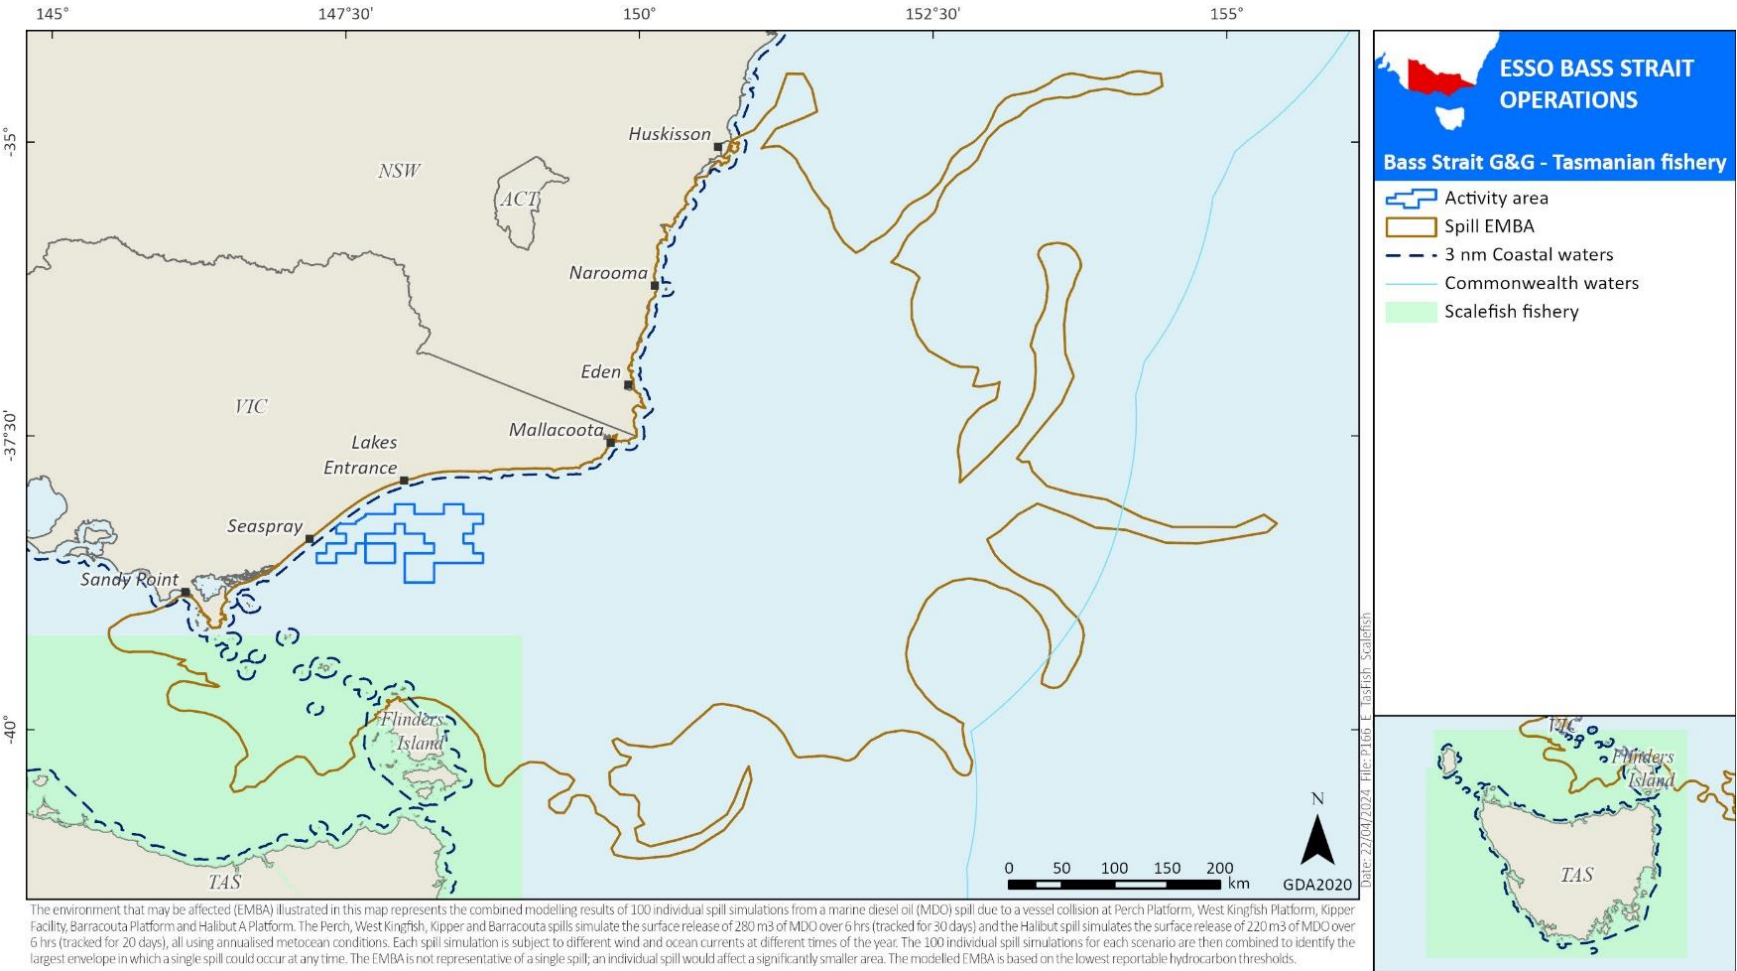 145°
147°30'
150°
152°30'
155°
-35°
-37°30'
-40°
Huskisson
NSW
ACT
Narooma
Eden
VIC
Mallacoota
Lakes
Entrance
Seaspray
Sandy Point
Flinders
Island
TAS
N
0 50 100 150 200
km
GDA2020
Date: 22/04/2024 File: P166_E_TasFish_Scalefish
The environment that may be affected (EMBA) illustrated in this map represents the combined modelling results of 100 individual spill simulations from a marine diesel oil (MDO) spill due to a vessel collision at Perch Platform, West Kingfish Platform, Kipper
Facility, Barracouta Platform and Halibut A Platform. The Perch, West Kingfish, Kipper and Barracouta spills simulate the surface release of 280 m3 of MDO over 6 hrs (tracked for 30 days) and the Halibut spill simulates the surface release of 220 m3 of MDO over
6 hrs (tracked for 20 days), all using annualised metocean conditions. Each spill simulation is subject to different wind and ocean currents at different times of the year. The 100 individual spill simulations for each scenario are then combined to identify the
largest envelope in which a single spill could occur at any time. The EMBA is not representative of a single spill; an individual spill would affect a significantly smaller area. The modelled EMBA is based on the lowest reportable hydrocarbon thresholds.
ESSO BASS STRAIT
OPERATIONS
Bass Strait G&G - Tasmanian fishery
Activity area
Spill EMBA
3 nm Coastal waters
Commonwealth waters
Scalefish fishery
VIC
Flinders
Island
TAS